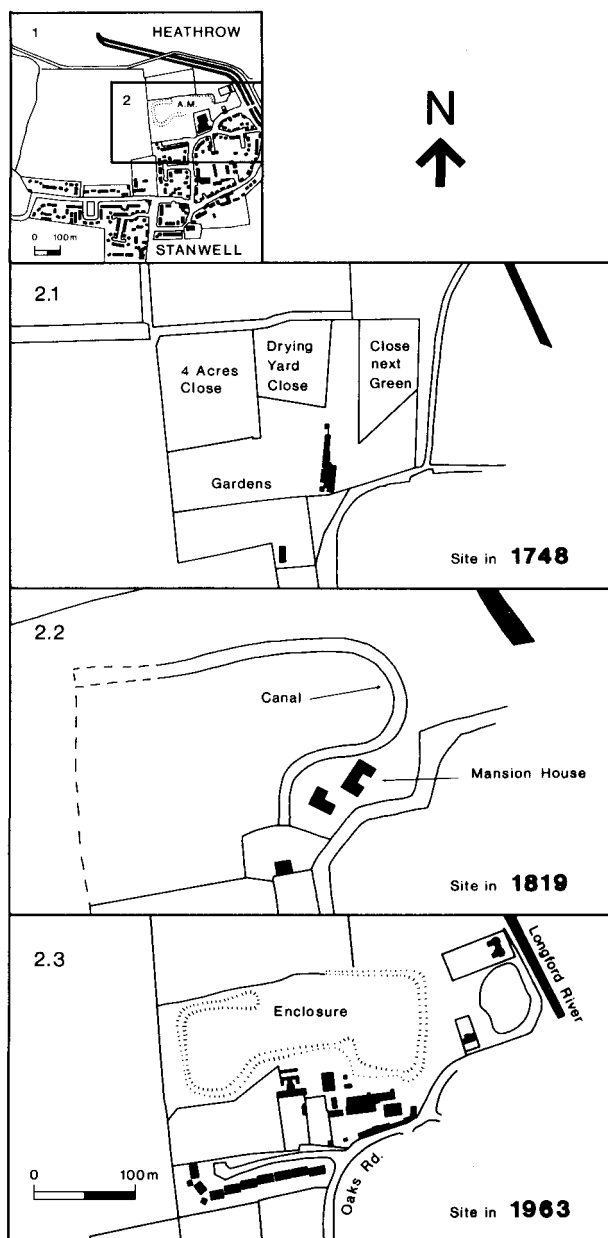 1
HEATHROW
2
A.M.
0 100m
STANWELL
N
2.1
4 Acres
Close
Drying
Yard
Close
Close
next
Green
Gardens
Site in 1748
2.2
Canal
Mansion House
Site in 1819
2.3
Longford River
Enclosure
0 100m
Oaks Rd.
Site in 1963